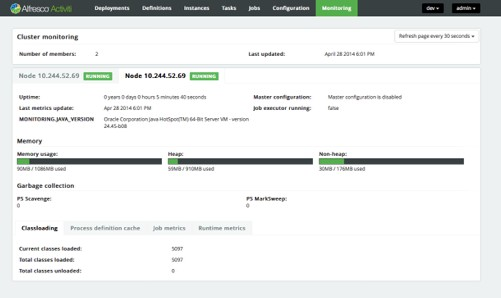 Alfresco Activiti Deployments Definitions Instances Tasks Jobs Configuration Monitoring dev admin
Cluster monitoring Refresh page every 30 seconds
Number of members: 2 Last updated: April 28 2014 6:01 PM
Node 10.244.52.69 RUNNING Node 10.244.52.69 RUNNING
Uptime: 0 years 0 days 0 hours 5 minutes 40 seconds Master configuration: Master configuration is disabled
Last metrics update: Apr 28 2014 6:01 PM Job executor running: false
MONITORING.JAVA_VERSION Oracle Corporation Java HotSpot(TM) 64-Bit Server VM - version
24.45-b08
Memory
Memory usage: Heap: Non-heap:
90MB / 1086MB used 59MB / 910MB used 30MB / 176MB used
Garbage collection
PS Scavenge: PS MarkSweep:
0 0
Classloading Process definition cache Job metrics Runtime metrics
Current classes loaded: 5097
Total classes loaded: 5097
Total classes unloaded: 0